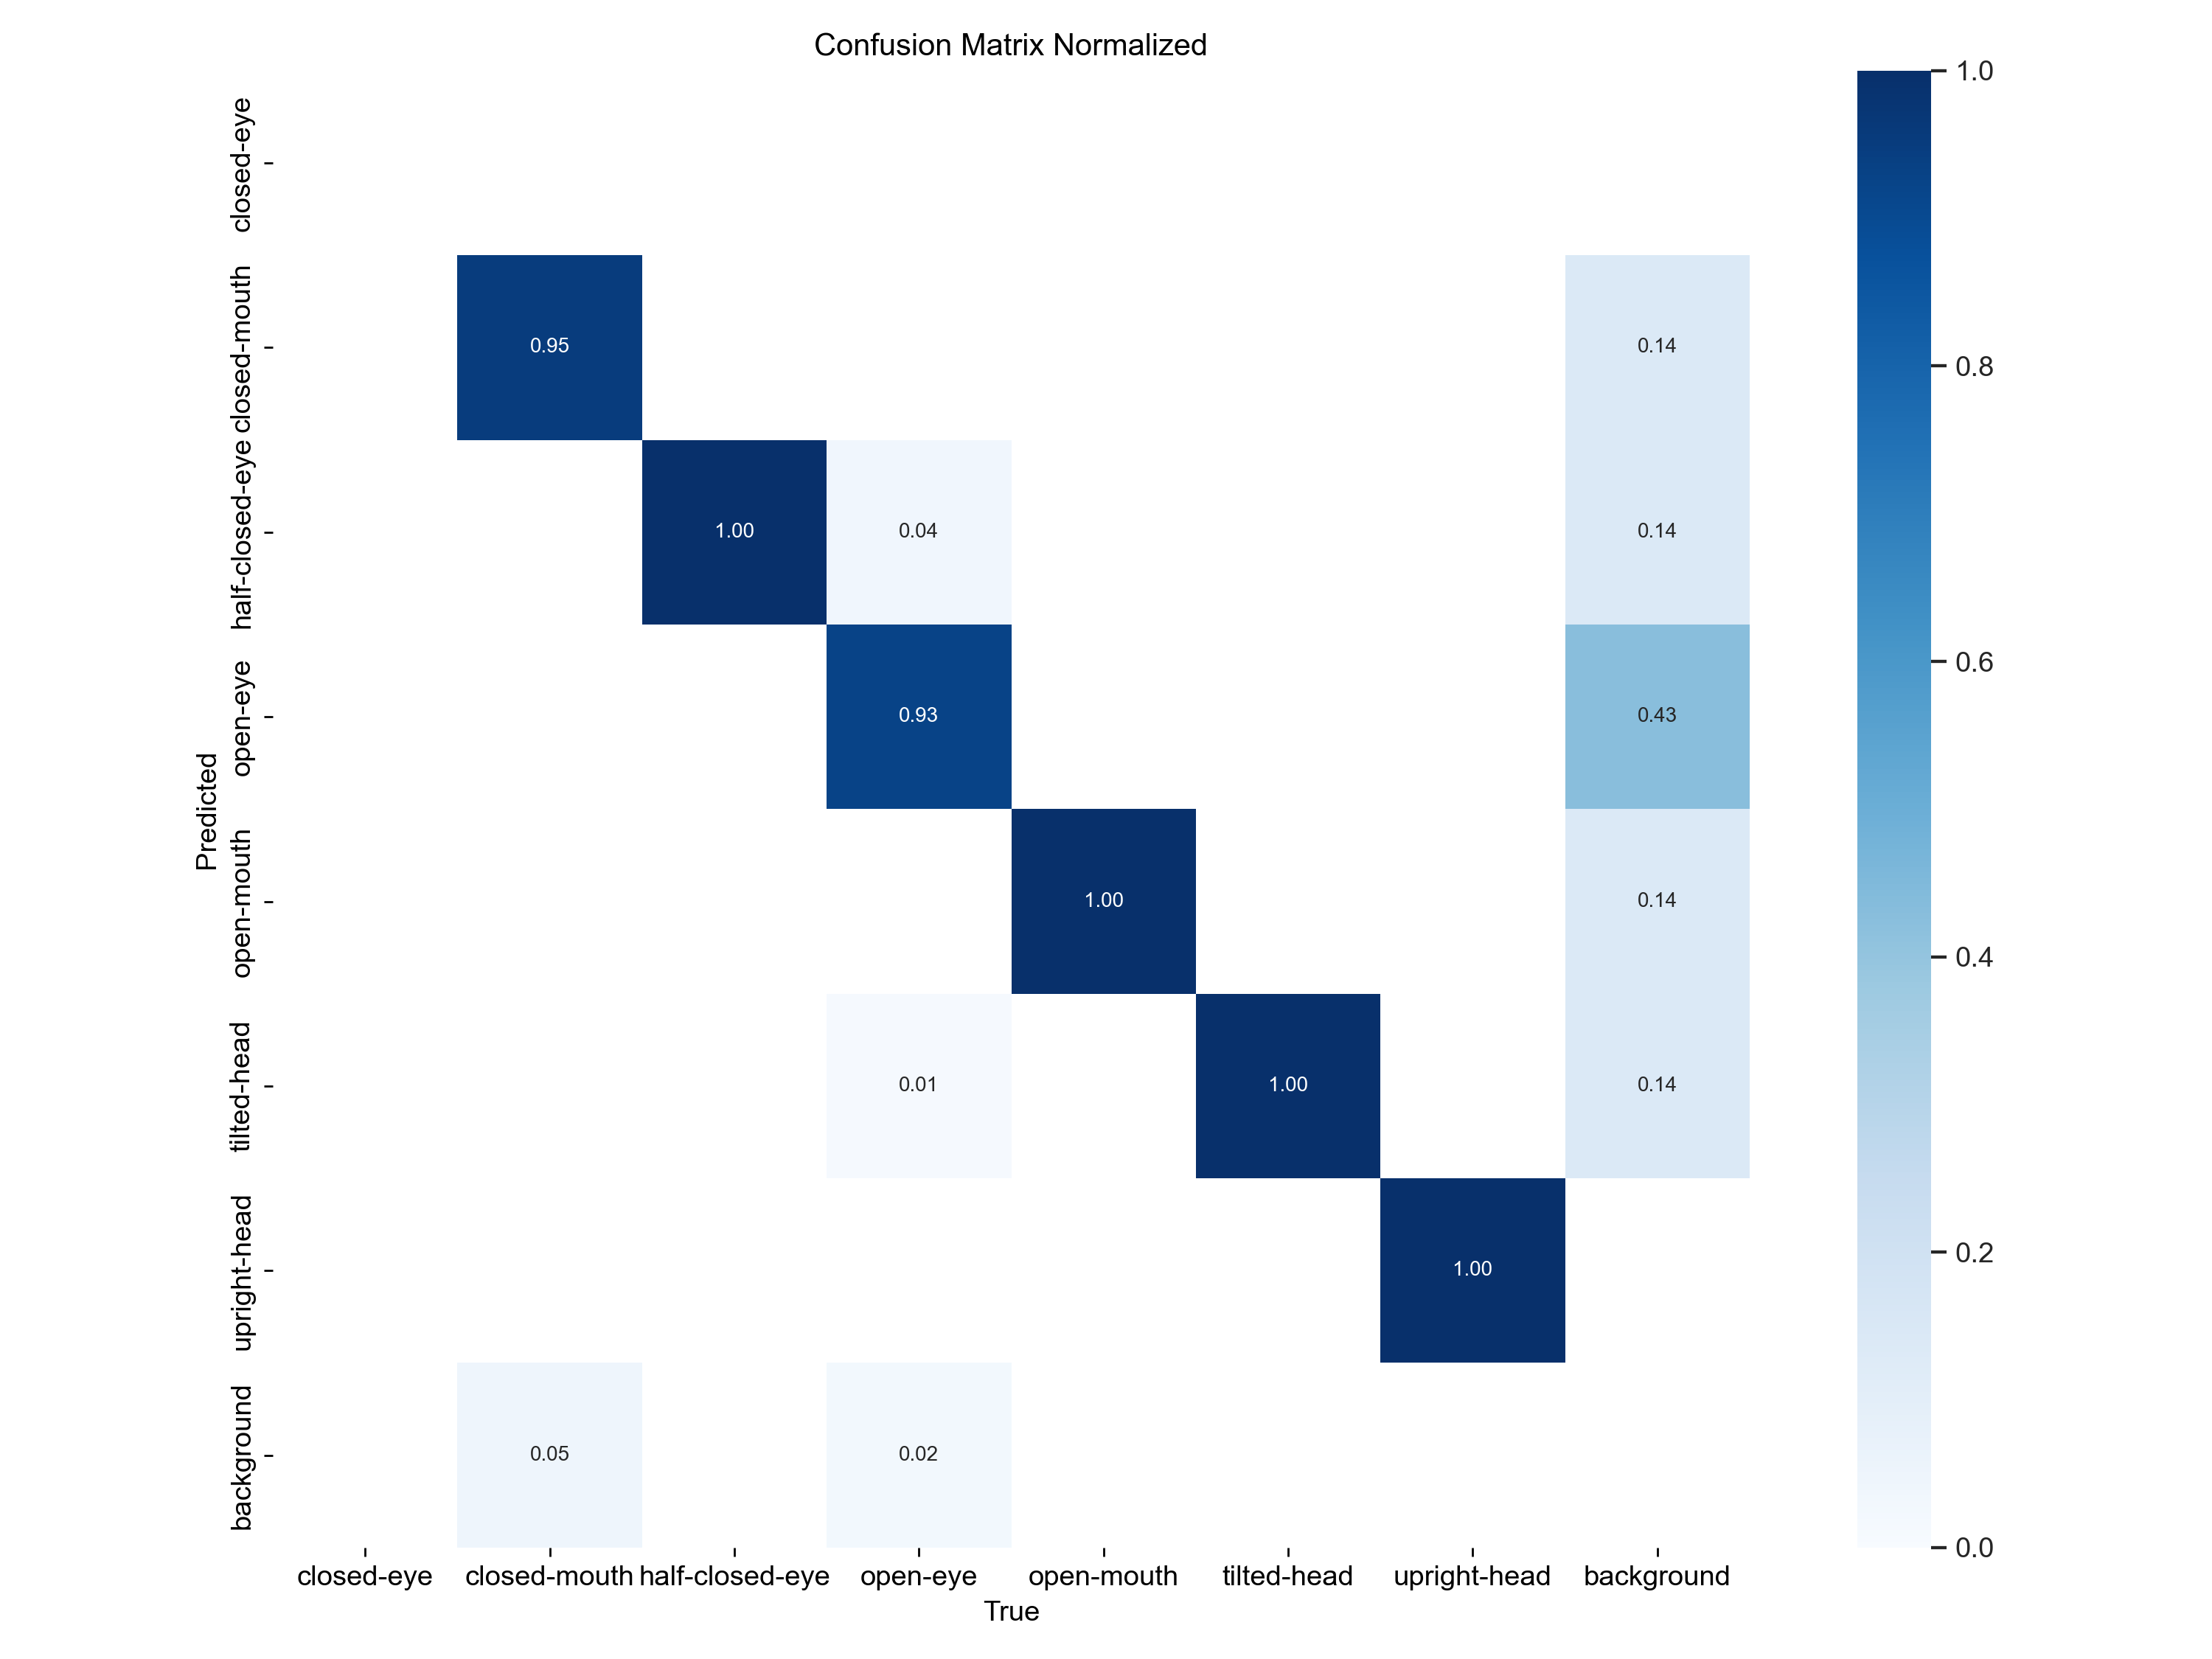 Confusion Matrix Normalized
closed-eye
closed-mouth
half-closed-eye
open-eye
open-mouth
tilted-head
upright-head
background
Predicted
0.95
0.14
1.00
0.04
0.14
0.93
0.43
1.00
0.14
0.01
1.00
0.14
1.00
0.05
0.02
closed-eye closed-mouth half-closed-eye open-eye open-mouth tilted-head upright-head background
True
1.0
0.8
0.6
0.4
0.2
0.0